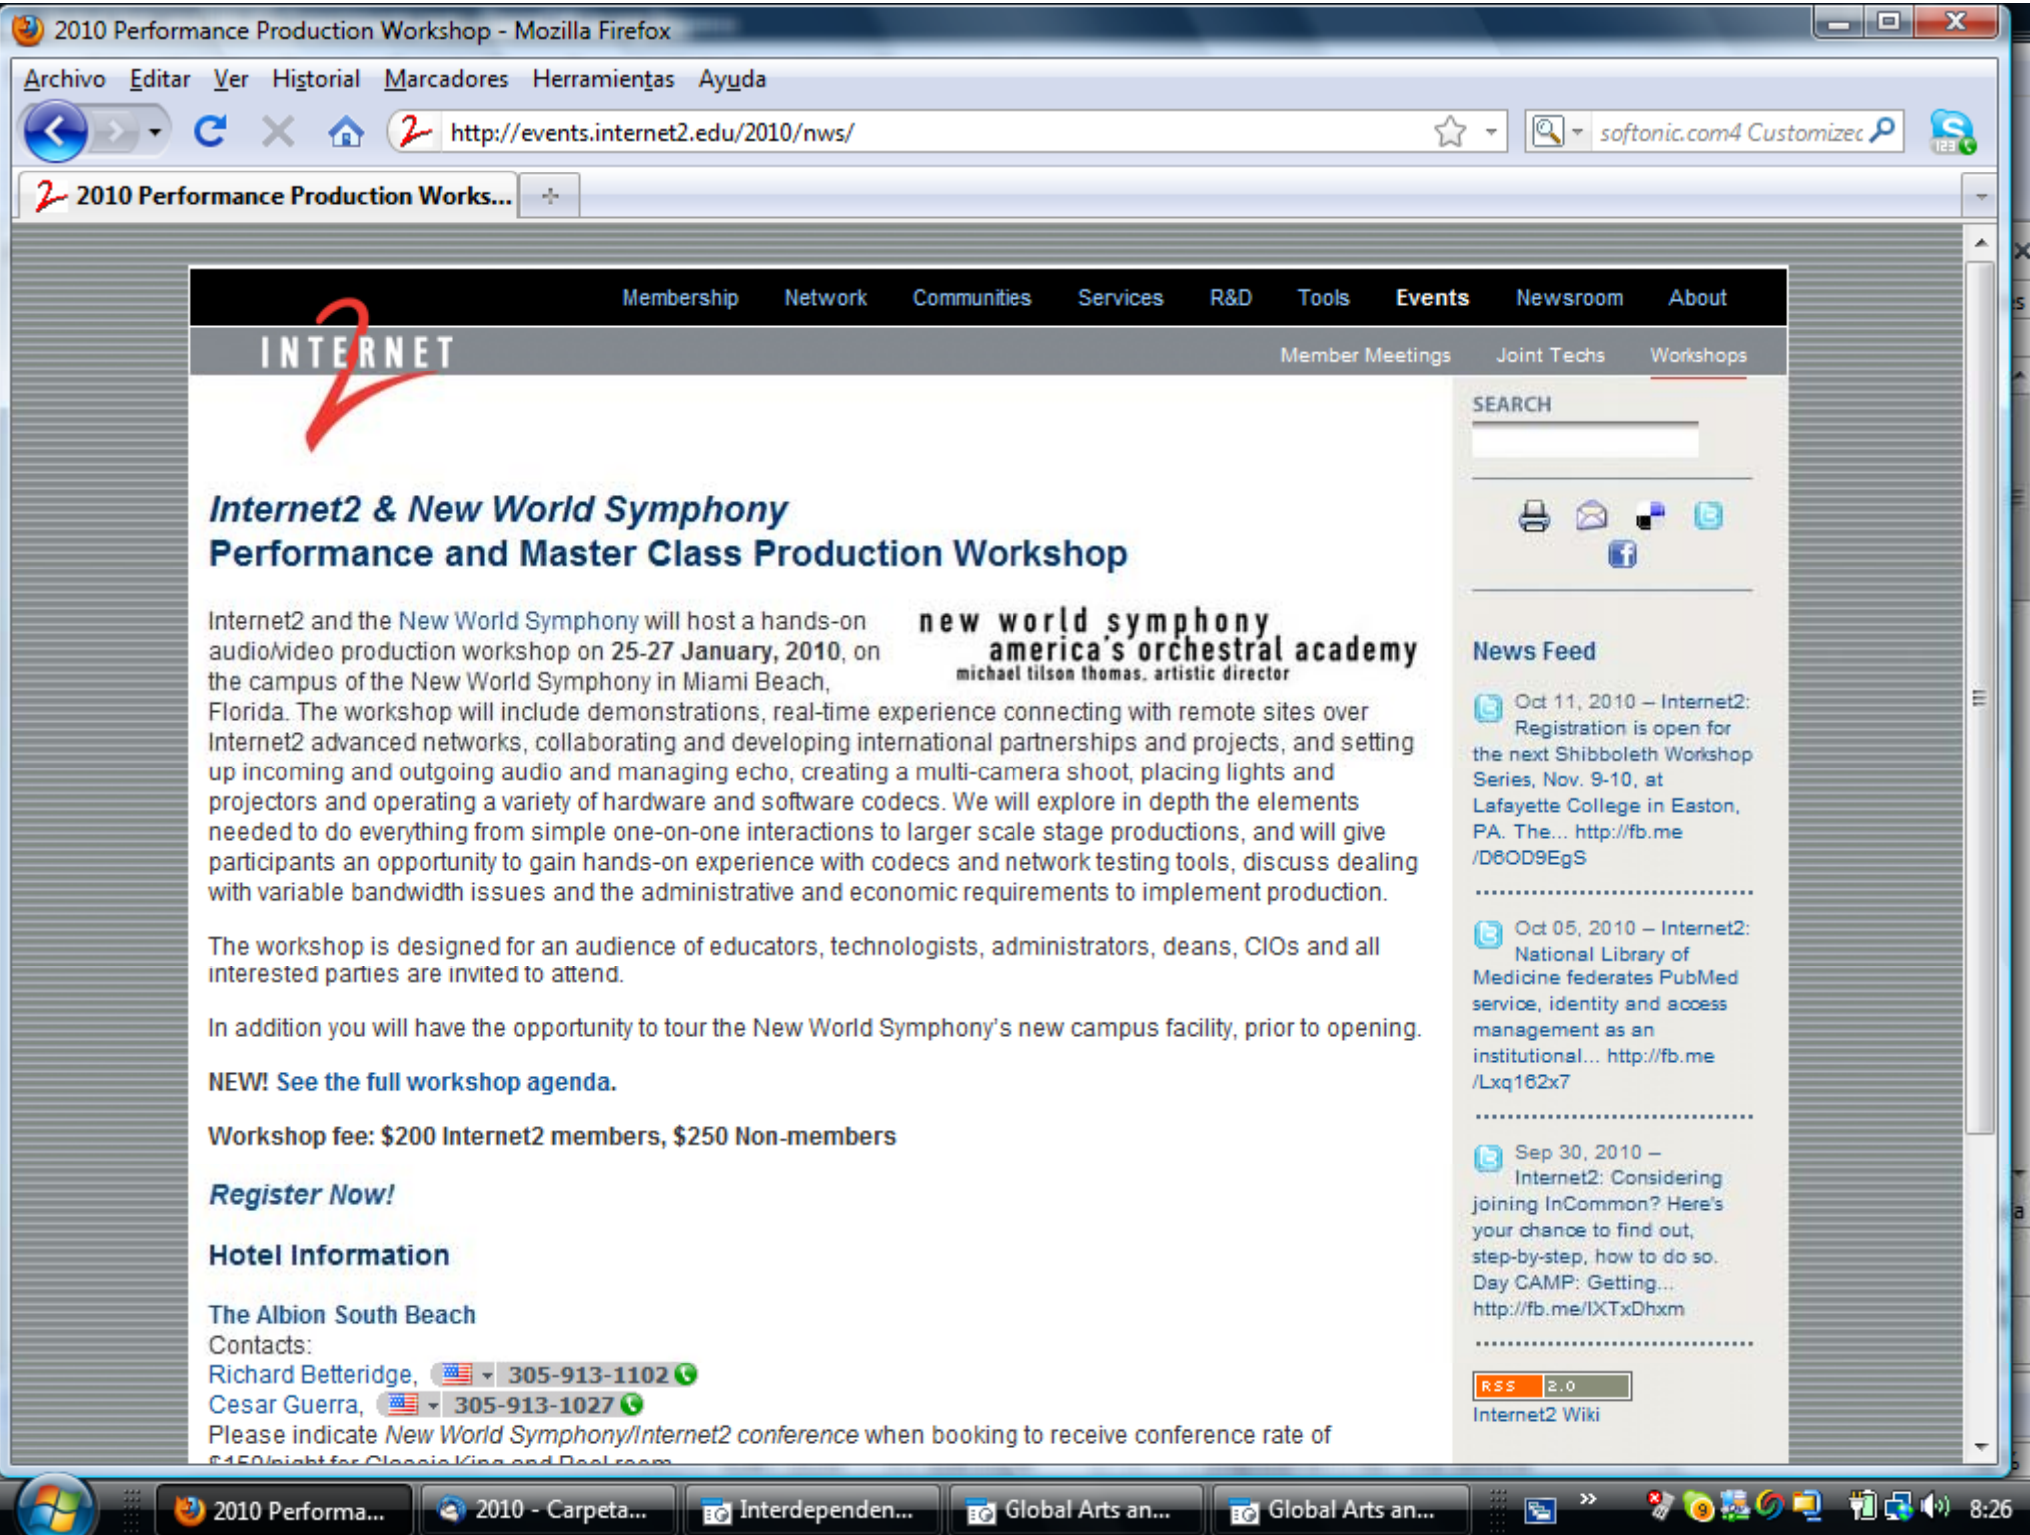 2010 Performance Production Workshop - Mozilla Firefox
Archivo Editar Ver Historial Marcadores Herramientas Ayuda
http://events.internet2.edu/2010/nws/
softonic.com4 Customized
2010 Performance Production Works...
Membership Network Communities Services R&D Tools Events Newsroom About
INTERNET
2
Member Meetings Joint Techs Workshops
Internet2 & New World Symphony
Performance and Master Class Production Workshop
Internet2 and the New World Symphony will host a hands-on
audio/video production workshop on 25-27 January, 2010, on
the campus of the New World Symphony in Miami Beach,
Florida. The workshop will include demonstrations, real-time experience connecting with remote sites over
Internet2 advanced networks, collaborating and developing international partnerships and projects, and setting
up incoming and outgoing audio and managing echo, creating a multi-camera shoot, placing lights and
projectors and operating a variety of hardware and software codecs. We will explore in depth the elements
needed to do everything from simple one-on-one interactions to larger scale stage productions, and will give
participants an opportunity to gain hands-on experience with codecs and network testing tools, discuss dealing
with variable bandwidth issues and the administrative and economic requirements to implement production.
new world symphony
america's orchestral academy
michael tilson thomas, artistic director
The workshop is designed for an audience of educators, technologists, administrators, deans, CIOs and all
interested parties are invited to attend.
In addition you will have the opportunity to tour the New World Symphony's new campus facility, prior to opening.
NEW! See the full workshop agenda.
Workshop fee: $200 Internet2 members, $250 Non-members
Register Now!
Hotel Information
The Albion South Beach
Contacts:
Richard Betteridge, 305-913-1102
Cesar Guerra, 305-913-1027
Please indicate New World Symphony/Internet2 conference when booking to receive conference rate of
$150/night for Classic King and Pool room
SEARCH
News Feed
Oct 11, 2010 – Internet2:
Registration is open for
the next Shibboleth Workshop
Series, Nov. 9-10, at
Lafayette College in Easton,
PA. The... http://fb.me
/D6OD9EgS
Oct 05, 2010 – Internet2:
National Library of
Medicine federates PubMed
service, identity and access
management as an
institutional... http://fb.me
/Lxq162x7
Sep 30, 2010 –
Internet2: Considering
joining InCommon? Here's
your chance to find out,
step-by-step, how to do so.
Day CAMP: Getting...
http://fb.me/IXTxDhxm
RSS 2.0
Internet2 Wiki
2010 Performa... 2010 - Carpeta... Interdependen... Global Arts an... Global Arts an... 8:26